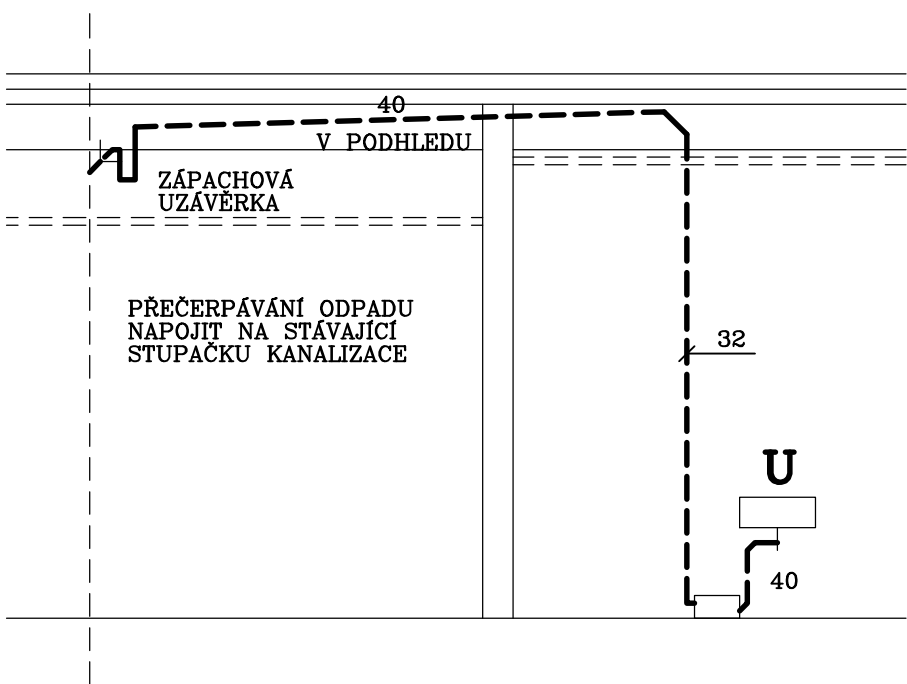 40
V PODHLEDU
ZÁPACHOVÁ
UZÁVĚRKA
PŘEČERPÁVÁNÍ ODPADU
NAPOJIT NA STÁVAJÍCÍ
STUPAČKU KANALIZACE
32
U
40